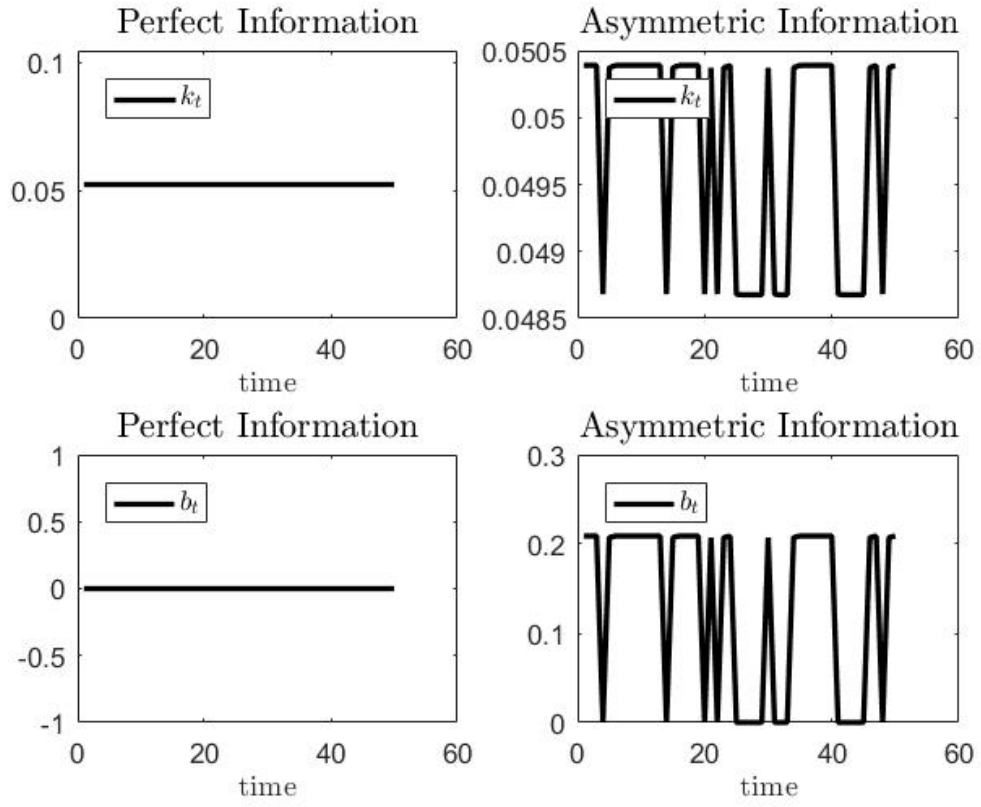 Perfect Information
0.1
0.05
0
k_t
0 20 40 60
time
Asymmetric Information
0.0505
0.05
0.0495
0.049
0.0485
k_t
0 20 40 60
time
Perfect Information
1
0.5
0
-0.5
-1
b_t
0 20 40 60
time
Asymmetric Information
0.3
0.2
0.1
0
b_t
0 20 40 60
time